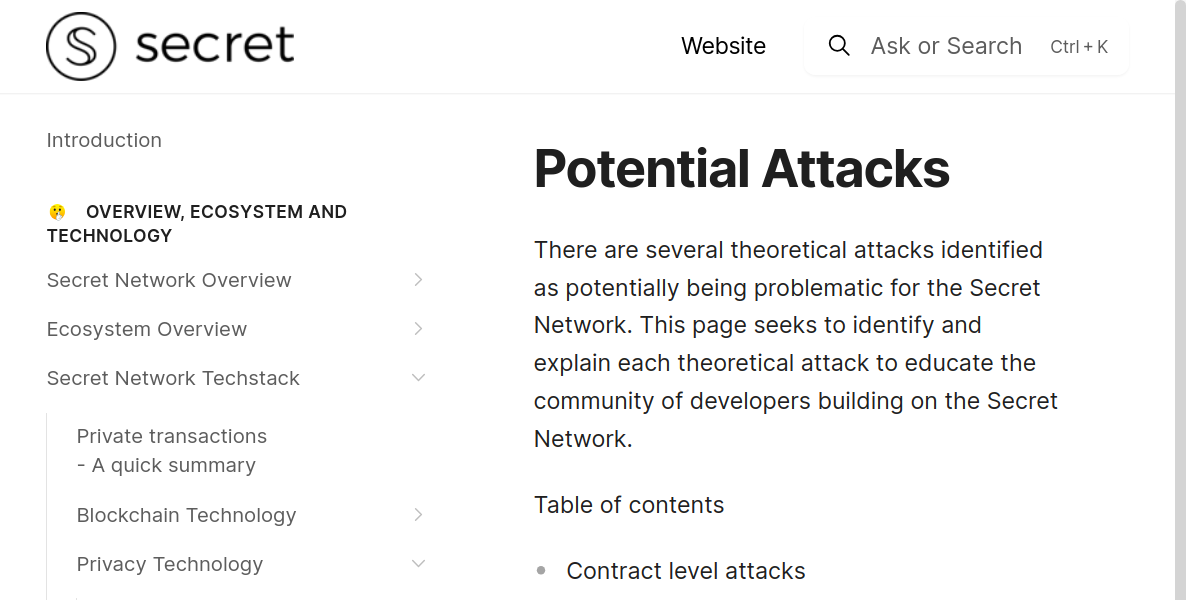 secret
Website
Ask or Search
Ctrl + K
Introduction
OVERVIEW, ECOSYSTEM AND
TECHNOLOGY
Secret Network Overview
Ecosystem Overview
Secret Network Techstack
Private transactions
- A quick summary
Blockchain Technology
Privacy Technology
Potential Attacks
There are several theoretical attacks identified
as potentially being problematic for the Secret
Network. This page seeks to identify and
explain each theoretical attack to educate the
community of developers building on the Secret
Network.
Table of contents
Contract level attacks